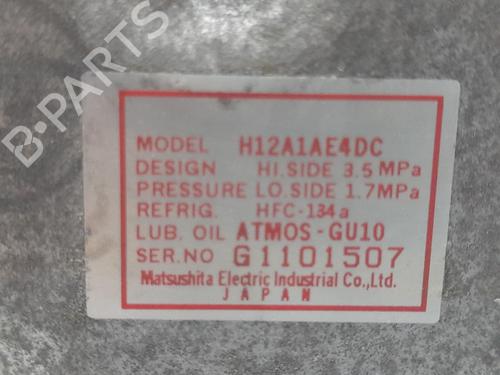 B-PARTS
MODEL H12A1AE4DC
DESIGN HI.SIDE 3.5 MPa
PRESSURE LO.SIDE 1.7MPa
REFRIG. HFC-134a
LUB. OIL ATMOS-GU10
SER.NO G1101507
Matsushita Electric Industrial Co.,Ltd.
JAPAN